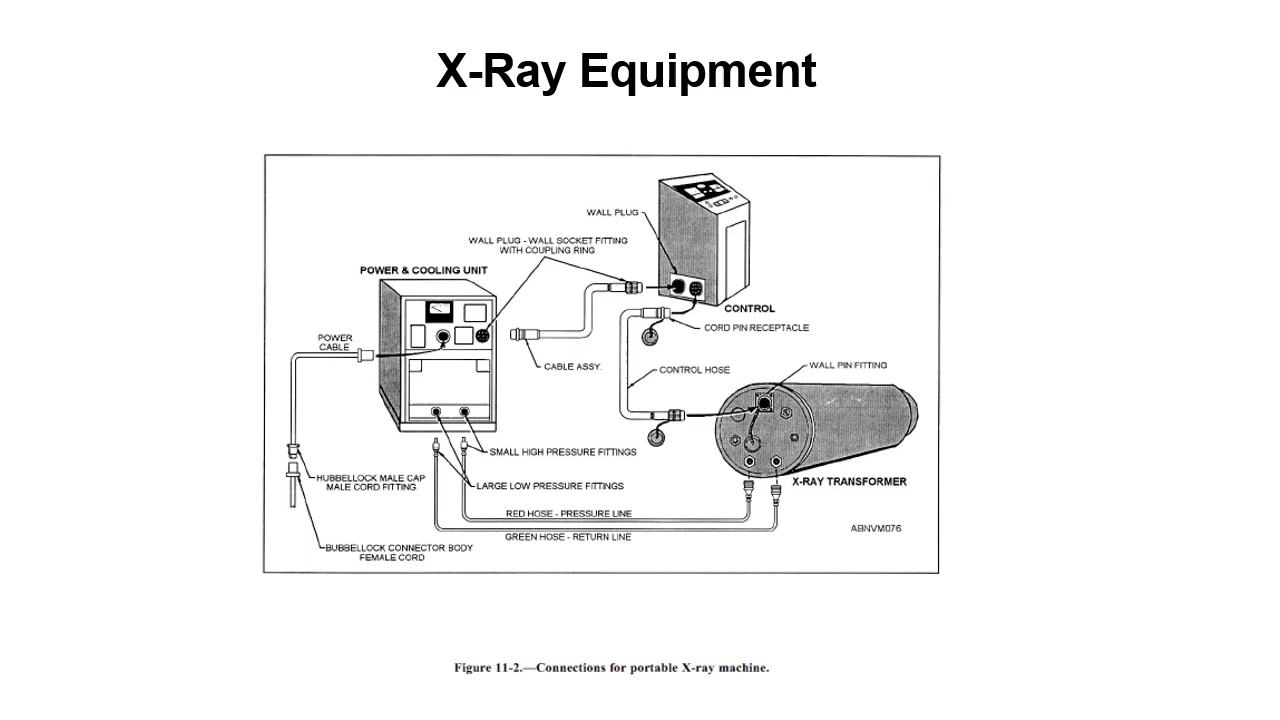 X-Ray Equipment
WALL PLUG
WALL PLUG - WALL SOCKET FITTING
WITH COUPLING RING
POWER & COOLING UNIT
CONTROL
CORD PIN RECEPTACLE
POWER
CABLE
CABLE ASSY.
CONTROL HOSE
WALL PIN FITTING
SMALL HIGH PRESSURE FITTINGS
HUBBELLOCK MALE CAP
MALE CORD FITTING
LARGE LOW PRESSURE FITTINGS
X-RAY TRANSFORMER
RED HOSE - PRESSURE LINE
GREEN HOSE - RETURN LINE
ABNVM076
BUBBELLOCK CONNECTOR BODY
FEMALE CORD
Figure 11-2.—Connections for portable X-ray machine.